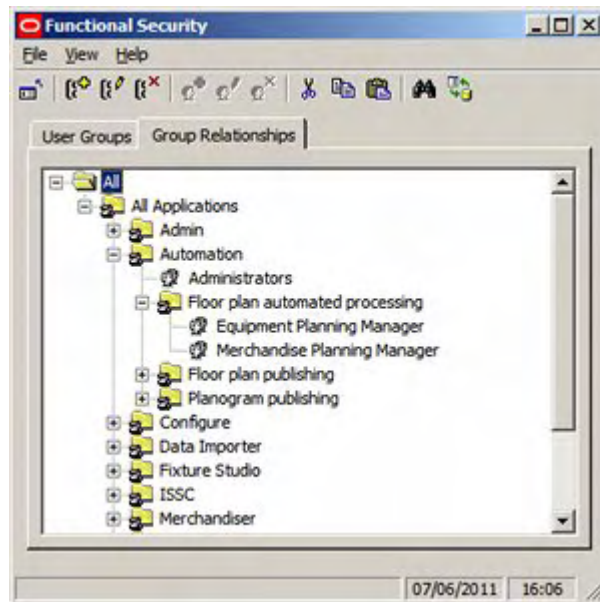 Functional Security
File View Help
User Groups Group Relationships
All
All Applications
Admin
Automation
Administrators
Floor plan automated processing
Equipment Planning Manager
Merchandise Planning Manager
Floor plan publishing
Planogram publishing
Configure
Data Importer
Fixture Studio
ISSC
Merchandiser
07/06/2011 16:06